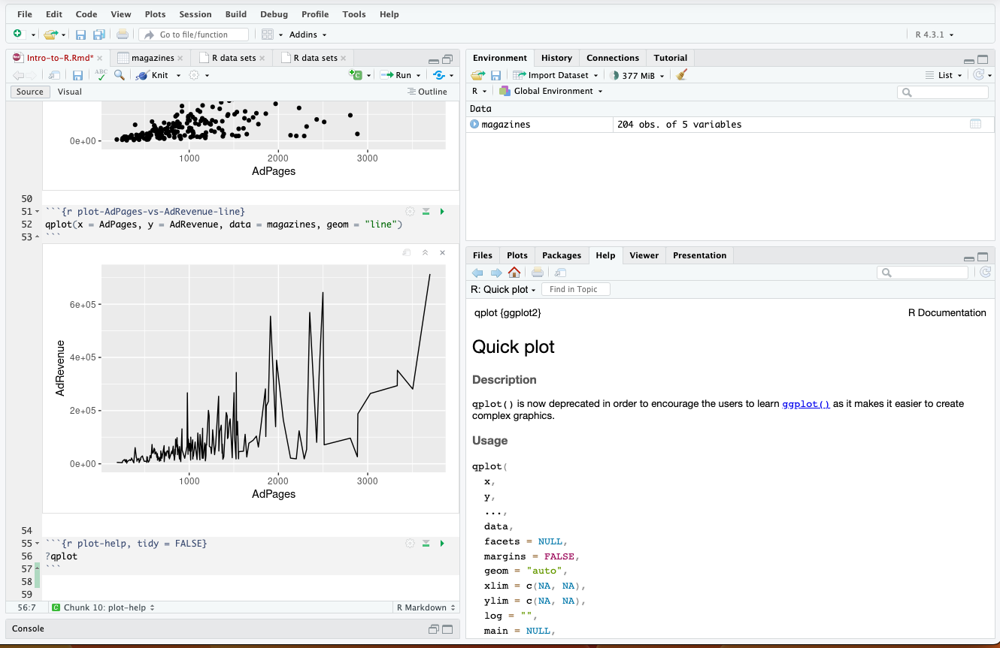 File Edit Code View Plots Session Build Debug Profile Tools Help
Go to file/function Addins R 4.3.1
Intro-to-R.Rmd* magazines R data sets R data sets
ABC Knit Run
Source Visual Outline
0e+00
1000 2000 3000
AdPages
50
51 ```{r plot-AdPages-vs-AdRevenue-line}
52 qplot(x = AdPages, y = AdRevenue, data = magazines, geom = "line")
53 ```
6e+05
4e+05
2e+05
0e+00
AdRevenue
1000 2000 3000
AdPages
54
55 ```{r plot-help, tidy = FALSE}
56 ?qplot
57 ```
58
59
56:7 C Chunk 10: plot-help R Markdown
Console
Environment History Connections Tutorial
Import Dataset 377 MiB List
R Global Environment
Data
magazines 204 obs. of 5 variables
Files Plots Packages Help Viewer Presentation
R: Quick plot Find in Topic
qplot {ggplot2} R Documentation
Quick plot
Description
qplot() is now deprecated in order to encourage the users to learn ggplot() as it makes it easier to create
complex graphics.
Usage
qplot(
x,
y,
...,
data,
facets = NULL,
margins = FALSE,
geom = "auto",
xlim = c(NA, NA),
ylim = c(NA, NA),
log = "",
main = NULL,